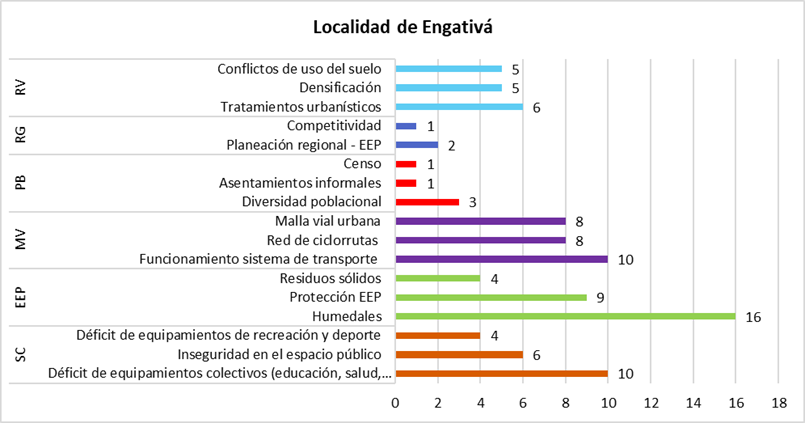 Localidad de Engativá
RV
Conflictos de uso del suelo 5
Densificación 5
Tratamientos urbanísticos 6
RG
Competitividad 1
Planeación regional - EEP 2
PB
Censo 1
Asentamientos informales 1
Diversidad poblacional 3
MV
Malla vial urbana 8
Red de ciclorrutas 8
Funcionamiento sistema de transporte 10
EEP
Residuos sólidos 4
Protección EEP 9
Humedales 16
SC
Déficit de equipamientos de recreación y deporte 4
Inseguridad en el espacio público 6
Déficit de equipamientos colectivos (educación, salud,... 10
0 2 4 6 8 10 12 14 16 18